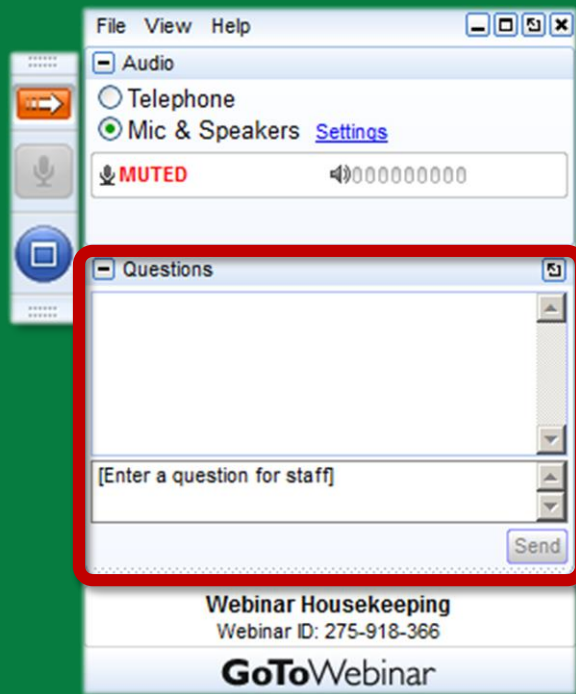 File View Help
Audio
Telephone
Mic & Speakers Settings
MUTED 000000000
Questions
[Enter a question for staff]
Send
Webinar Housekeeping
Webinar ID: 275-918-366
GoToWebinar